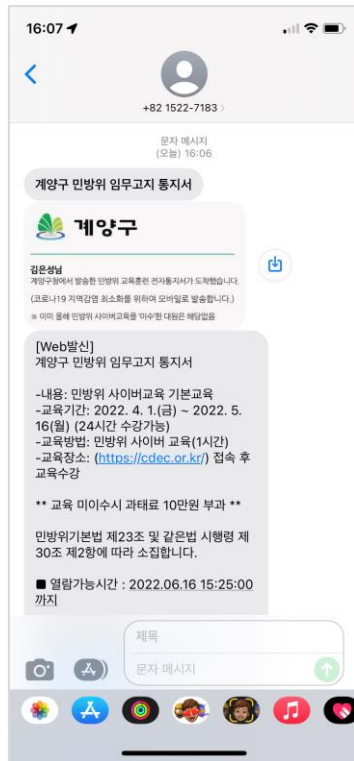 16:07
+82 1522-7183
문자 메시지
(오늘) 16:06
계양구 민방위 임무고지 통지서
계양구
김은성님
계양구청에서 발송한 민방위 교육훈련 전자통지서가 도착했습니다.
(코로나19 지역감염 최소화를 위하여 모바일로 발송합니다.)
※ 이미 올해 민방위 사이버교육을 '이수'한 대원은 해당없음
[Web발신]
계양구 민방위 임무고지 통지서
-내용: 민방위 사이버교육 기본교육
-교육기간: 2022. 4. 1.(금) ~ 2022. 5.
16(월) (24시간 수강가능)
-교육방법: 민방위 사이버 교육(1시간)
-교육장소: (https://cdec.or.kr/) 접속 후
교육수강
** 교육 미이수시 과태료 10만원 부과 **
민방위기본법 제23조 및 같은법 시행령 제
30조 제2항에 따라 소집합니다.
■ 열람가능시간 : 2022.06.16 15:25:00
까지
제목
문자 메시지